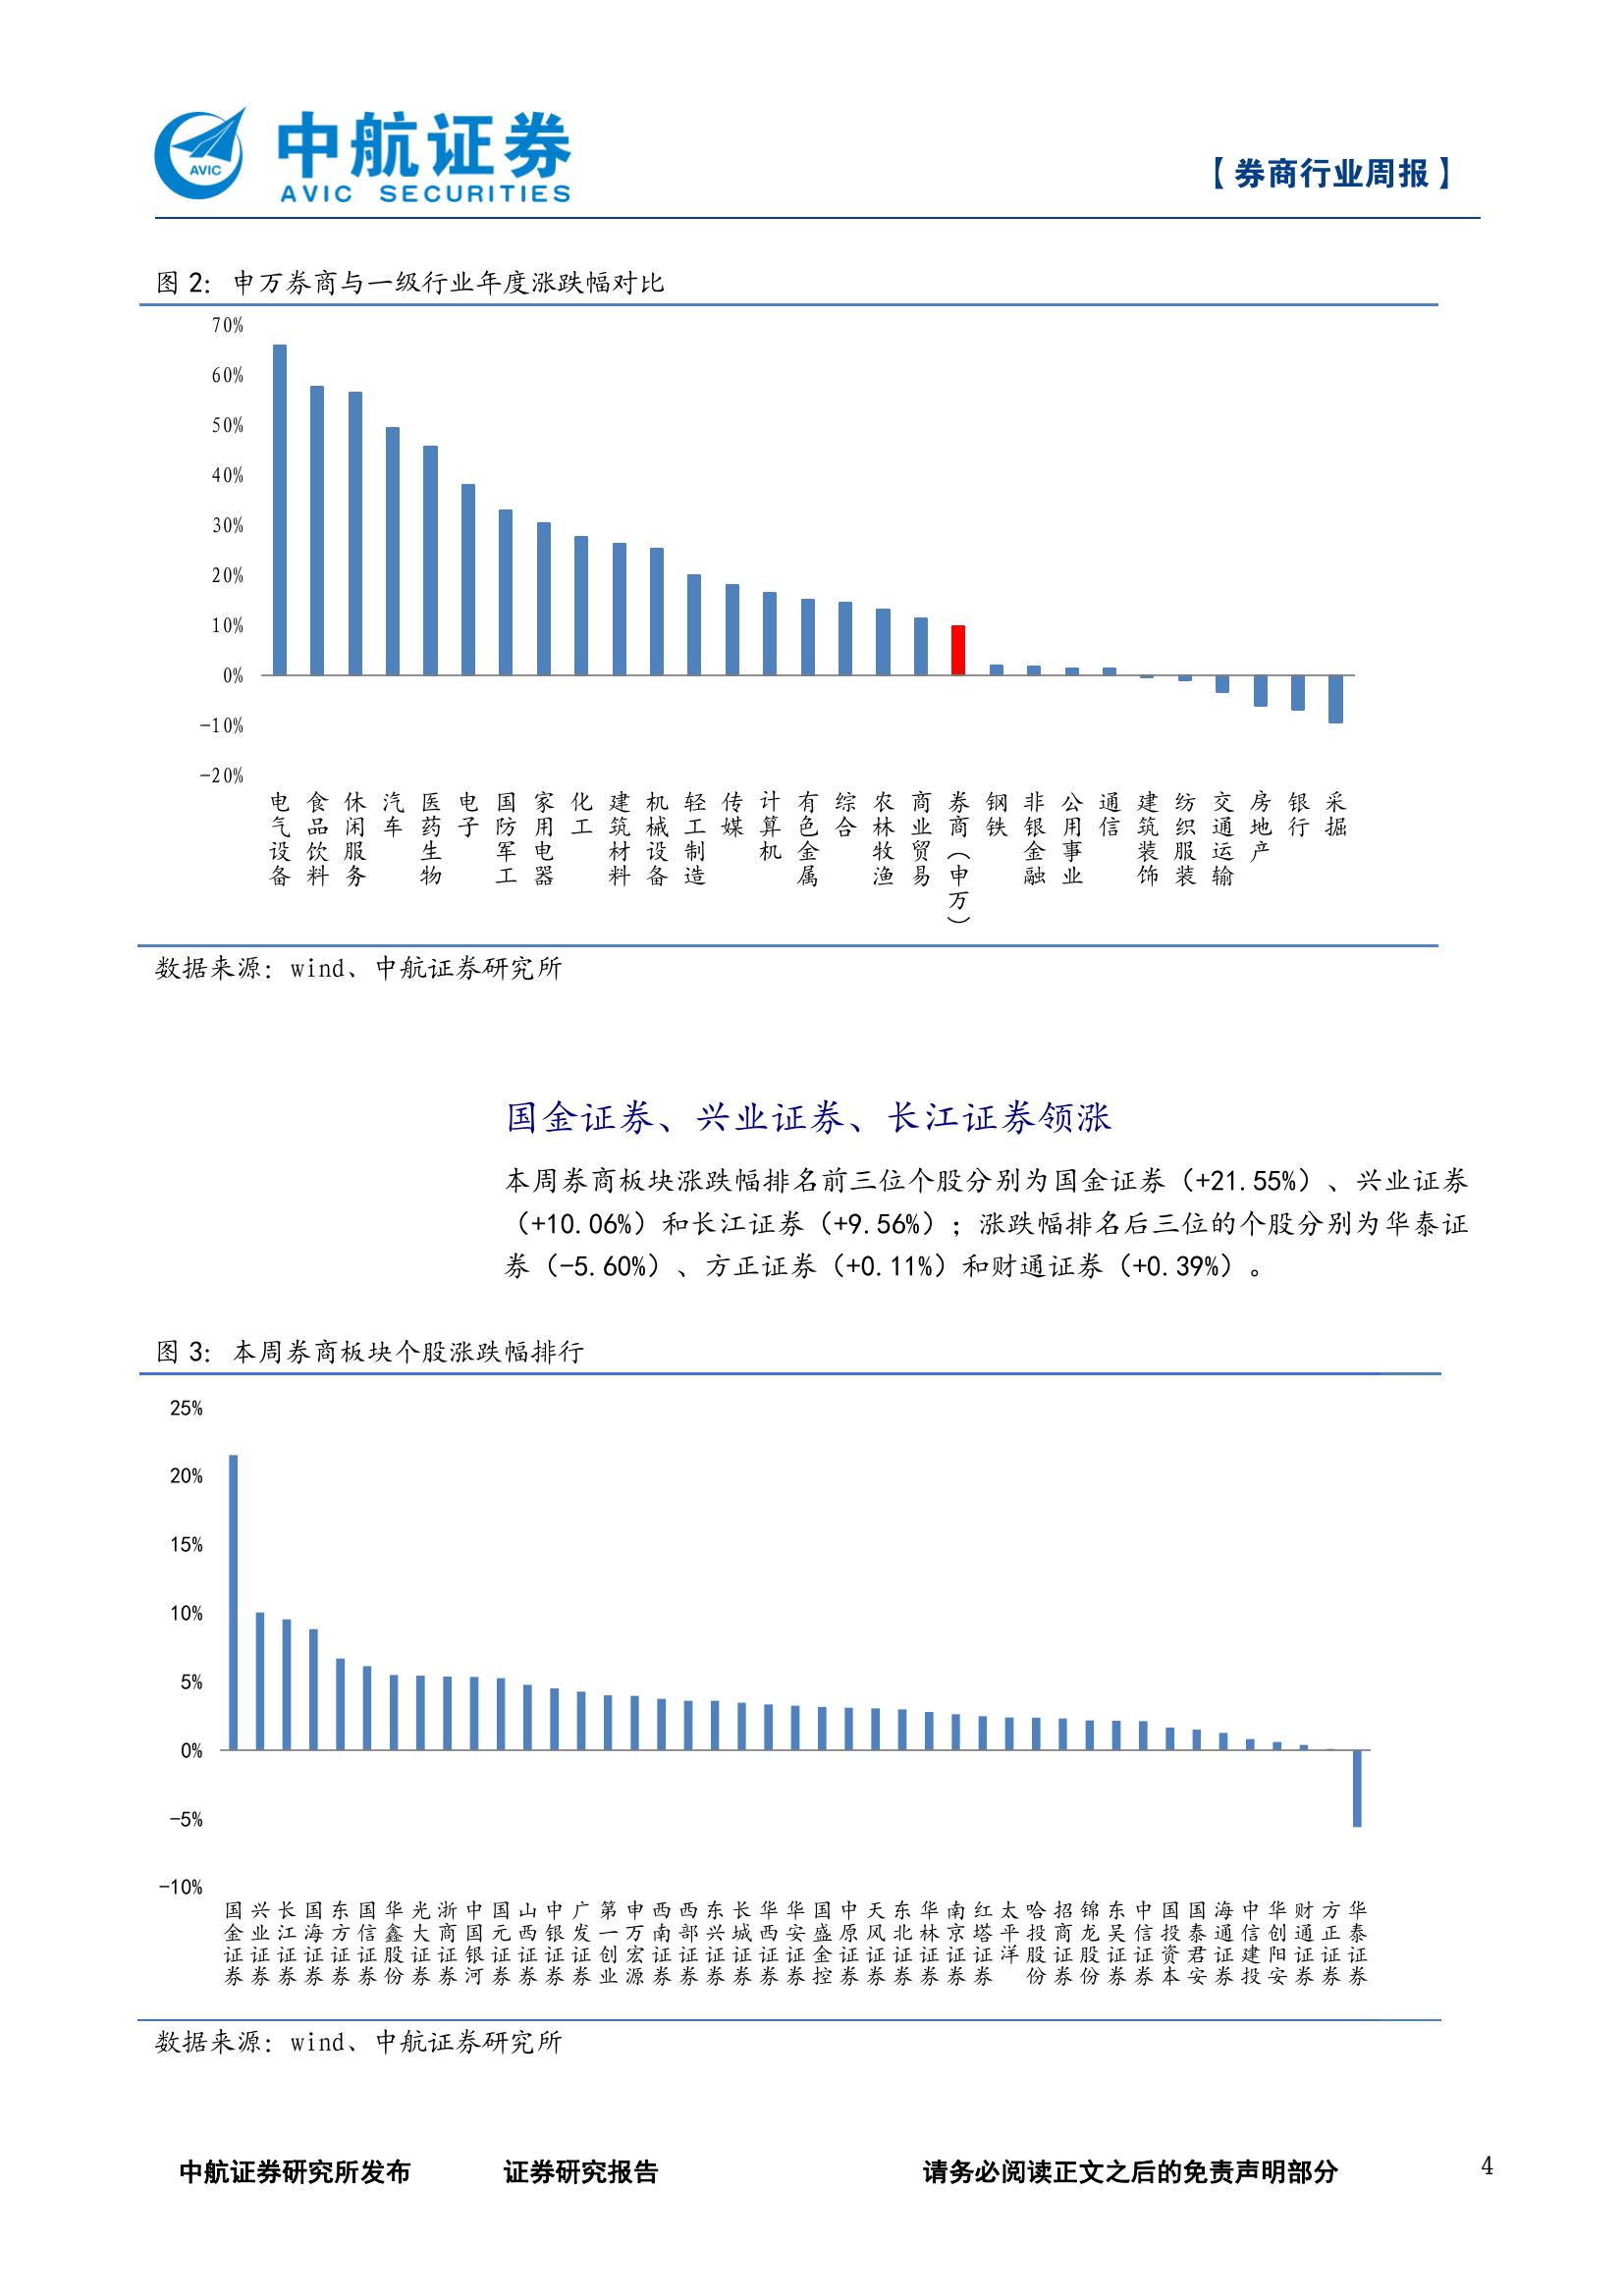 中航证券
AVIC SECURITIES
AVIC
【券商行业周报】
图 2：申万券商与一级行业年度涨跌幅对比
70%
60%
50%
40%
30%
20%
10%
0%
-10%
-20%
电气设备
食品饮料
休闲服务
汽车
医药生物
电子
国防军工
家用电器
化工
建筑材料
机械设备
轻工制造
传媒
计算机
有色金属
综合
农林牧渔
商业贸易
券商（申万）
钢铁
非银金融
公用事业
通信
建筑装饰
纺织服装
交通运输
房地产
银行
采掘
数据来源：wind、中航证券研究所
国金证券、兴业证券、长江证券领涨
本周券商板块涨跌幅排名前三位个股分别为国金证券（+21.55%）、兴业证券
（+10.06%）和长江证券（+9.56%）；涨跌幅排名后三位的个股分别为华泰证
券（-5.60%）、方正证券（+0.11%）和财通证券（+0.39%）。
图 3：本周券商板块个股涨跌幅排行
25%
20%
15%
10%
5%
0%
-5%
-10%
国金证券
兴业证券
长江证券
国海证券
东方证券
国信证券
华鑫股份
光大证券
浙商证券
中国银河
国元证券
山西证券
中银证券
广发证券
第一创业
申万宏源
西南证券
西部证券
东兴证券
长城证券
华西证券
华安证券
国盛金控
中原证券
天风证券
东北证券
华林证券
南京证券
红塔证券
太平洋
哈投股份
招商证券
锦龙股份
东吴证券
中信证券
国投资本
国泰君安
海通证券
中信建投
华创阳安
财通证券
方正证券
华泰证券
数据来源：wind、中航证券研究所
中航证券研究所发布 证券研究报告 请务必阅读正文之后的免责声明部分 4